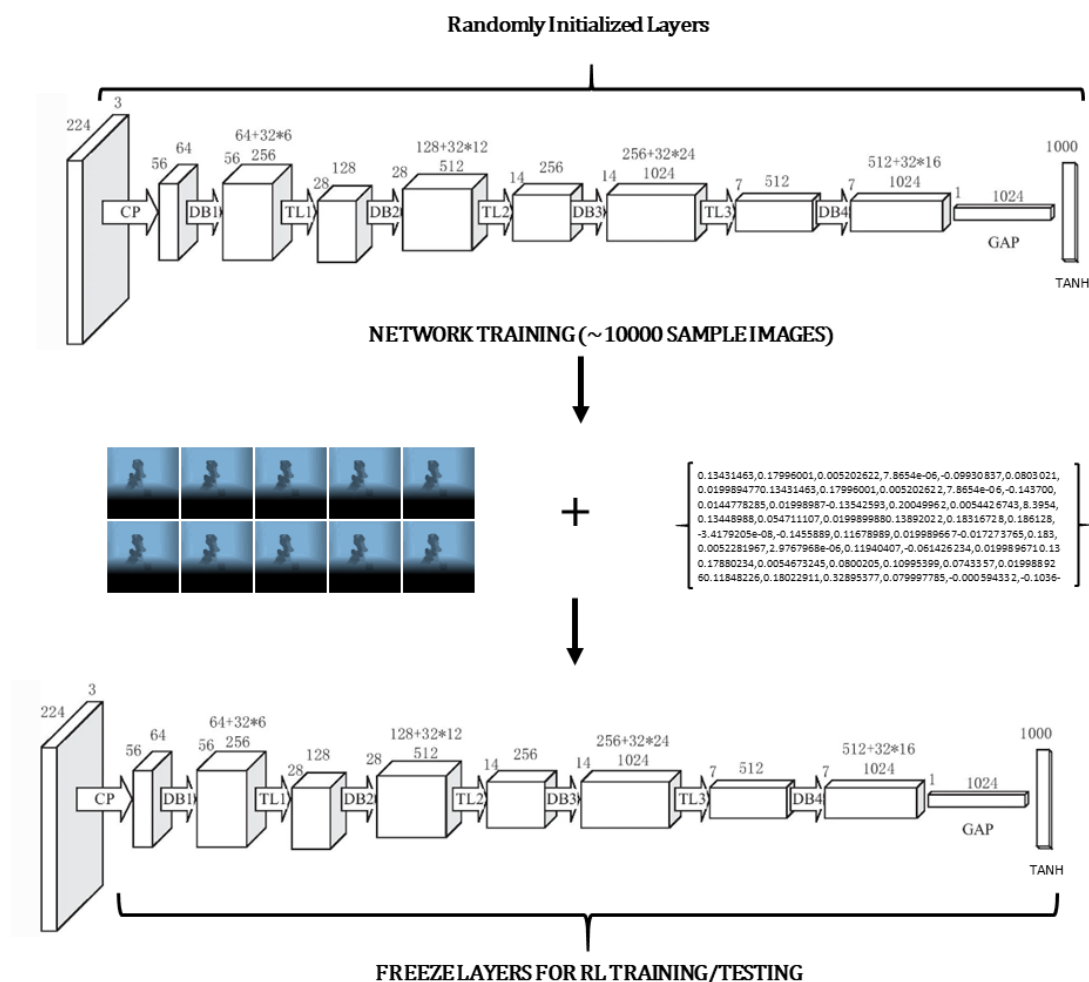 Randomly Initialized Layers
3
224
64
56
64+32*6
56 256
128
28
128+32*12
28 512
256
14
256+32*24
14 1024
7 512
512+32*16
7 1024
1 1024
1000
CP
DB1
TL1
DB2
TL2
DB3
TL3
DB4
GAP
TANH
NETWORK TRAINING (~10000 SAMPLE IMAGES)
+
0.13431463,0.17996001,0.005202622,7.8654e-06,-0.09930837,0.0803021,
0.0199894770.13431463,0.17996001,0.005202622,7.8654e-06,-0.143700,
0.0144778285,0.01998987-0.13542593,0.20049962,0.0054426743,8.3954,
0.13448988,0.054711107,0.019899880.13892022,0.18316728,0.186128,
-3.4179205e-08,-0.1455889,0.11678989,0.019989667-0.017273765,0.183,
0.0052281967,2.9767968e-06,0.11940407,-0.061426234,0.0199896710.13
0.17880234,0.0054673245,0.0800205,0.10995399,0.0743357,0.01998892
60.11848226,0.18022911,0.32895377,0.079997785,-0.000594332,-0.1036-
3
224
64
56
64+32*6
56 256
128
28
128+32*12
28 512
256
14
256+32*24
14 1024
7 512
512+32*16
7 1024
1 1024
1000
CP
DB1
TL1
DB2
TL2
DB3
TL3
DB4
GAP
TANH
FREEZE LAYERS FOR RL TRAINING/TESTING